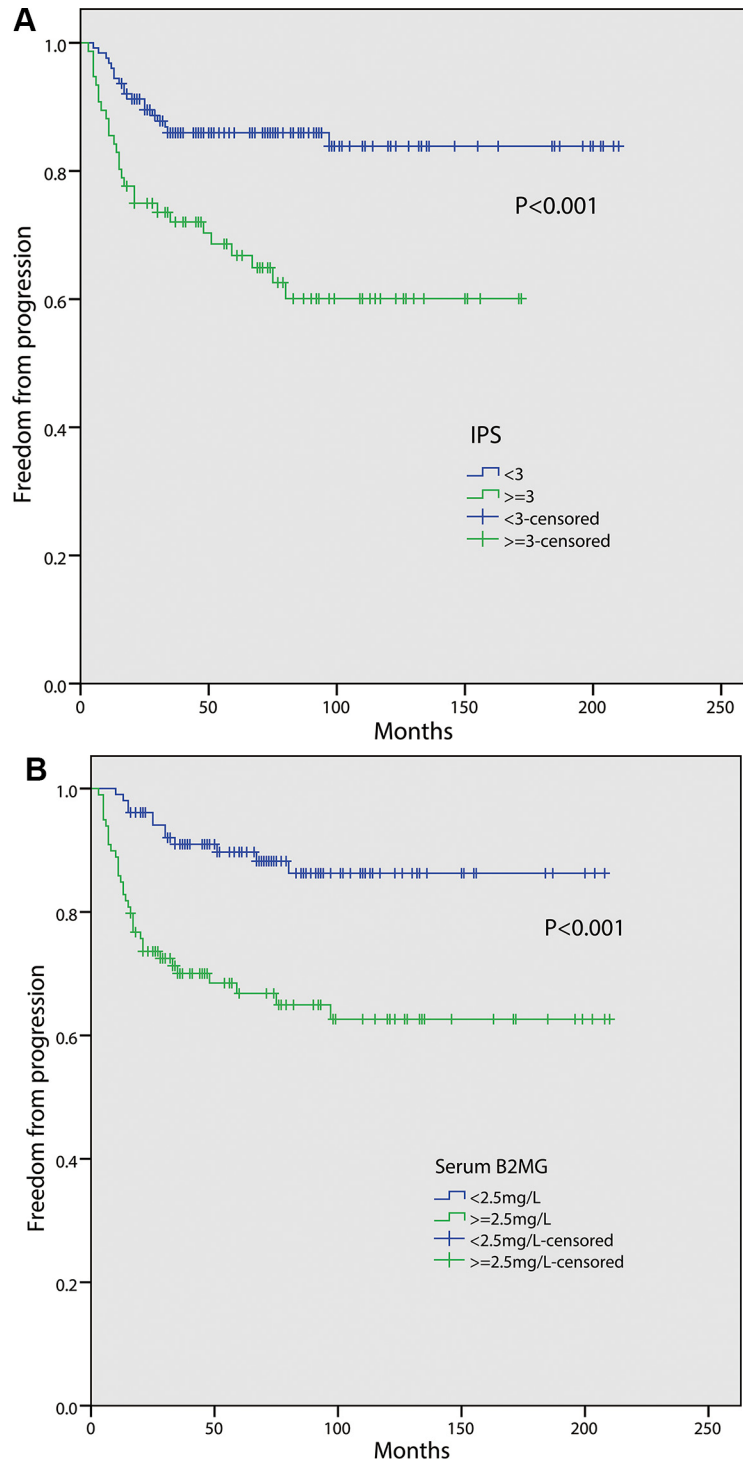 A
1.0
0.8
0.6
0.4
0.2
0.0
Freedom from progression
P<0.001
IPS
<3
>=3
<3-censored
>=3-censored
0 50 100 150 200 250
Months
B
1.0
0.8
0.6
0.4
0.2
0.0
Freedom from progression
P<0.001
Serum B2MG
<2.5mg/L
>=2.5mg/L
<2.5mg/L-censored
>=2.5mg/L-censored
0 50 100 150 200 250
Months